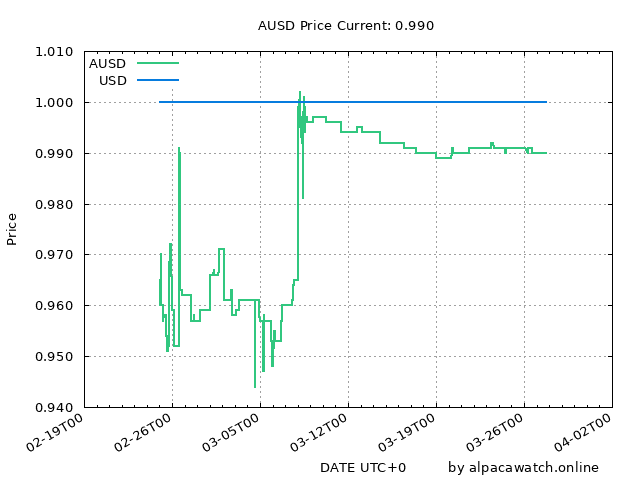 AUSD Price Current: 0.990
1.010
AUSD
USD
1.000
0.990
0.980
0.970
0.960
0.950
0.940
Price
02-19T00
02-26T00
03-05T00
03-12T00
03-19T00
03-26T00
04-02T00
DATE UTC+0
by alpacawatch.online